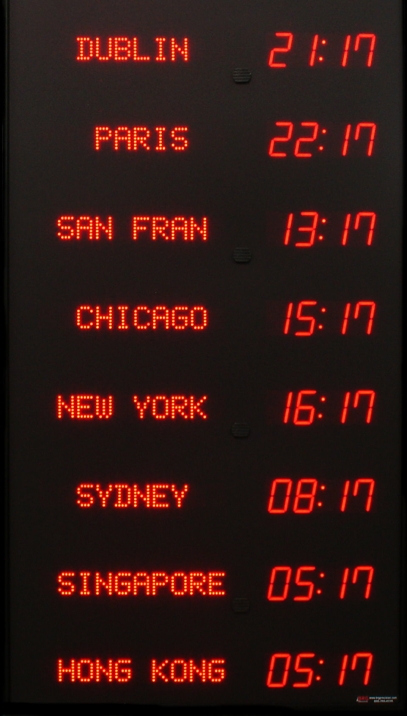 DUBLIN 21:17
PARIS 22:17
SAN FRAN 13:17
CHICAGO 15:17
NEW YORK 16:17
SYDNEY 08:17
SINGAPORE 05:17
HONG KONG 05:17